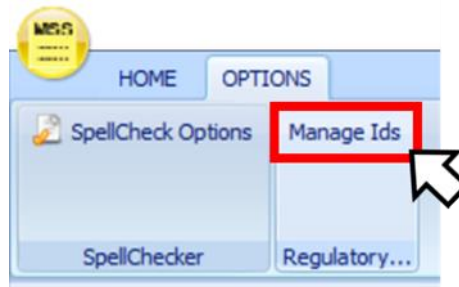 MSS
HOME OPTIONS
SpellCheck Options Manage Ids
SpellChecker Regulatory...